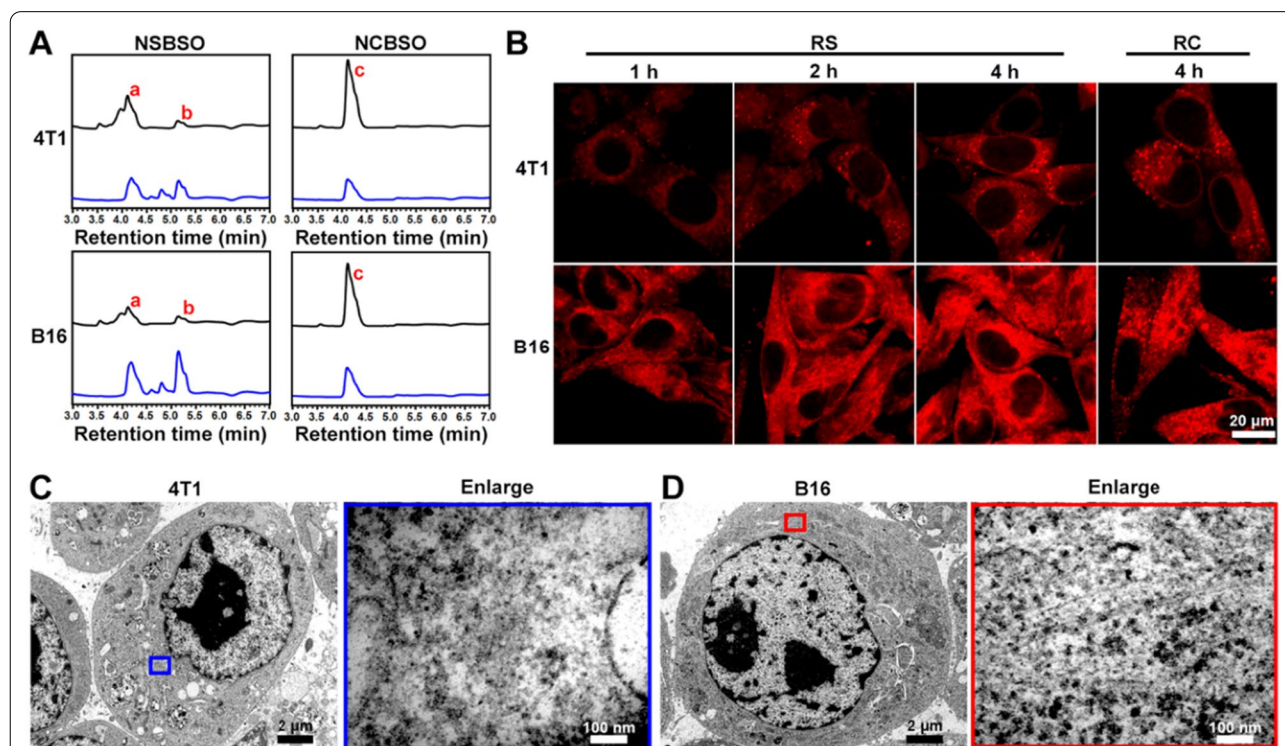 A
NSBSO
NCBSO
4T1
a
b
c
3.0 3.5 4.0 4.5 5.0 5.5 6.0 6.5 7.0
3.0 3.5 4.0 4.5 5.0 5.5 6.0 6.5 7.0
Retention time (min)
Retention time (min)
B16
a
b
c
3.0 3.5 4.0 4.5 5.0 5.5 6.0 6.5 7.0
3.0 3.5 4.0 4.5 5.0 5.5 6.0 6.5 7.0
Retention time (min)
Retention time (min)
B
RS
RC
1 h
2 h
4 h
4 h
4T1
B16
20 μm
C
4T1
Enlarge
2 μm
100 nm
D
B16
Enlarge
2 μm
100 nm